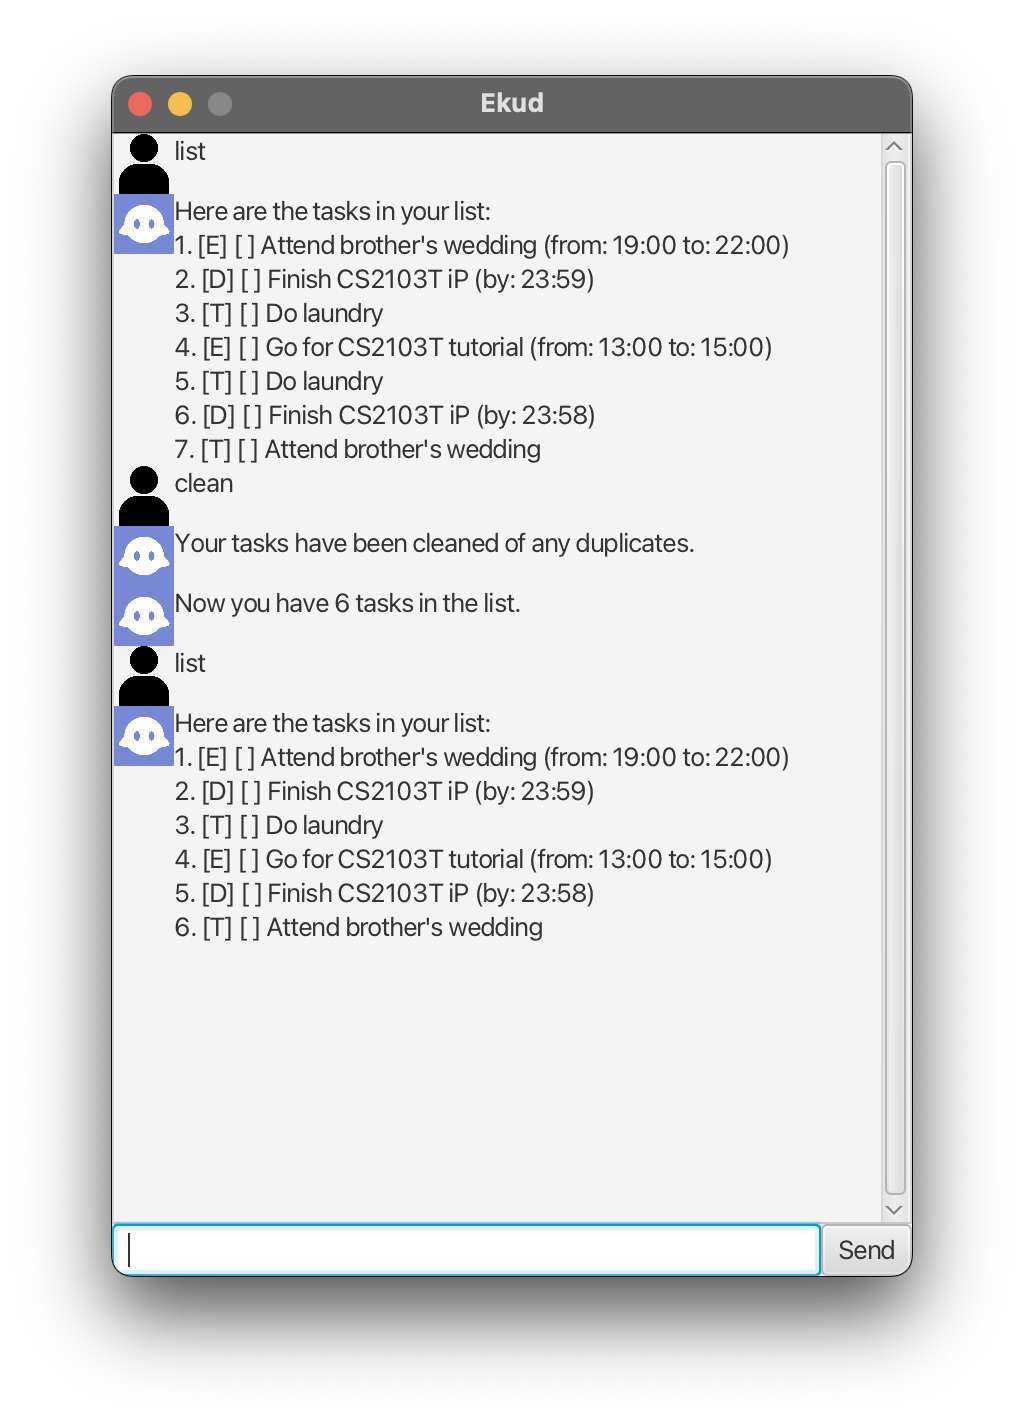 Ekud
list
Here are the tasks in your list:
1. [E] [ ] Attend brother's wedding (from: 19:00 to: 22:00)
2. [D] [ ] Finish CS2103T iP (by: 23:59)
3. [T] [ ] Do laundry
4. [E] [ ] Go for CS2103T tutorial (from: 13:00 to: 15:00)
5. [T] [ ] Do laundry
6. [D] [ ] Finish CS2103T iP (by: 23:58)
7. [T] [ ] Attend brother's wedding
clean
Your tasks have been cleaned of any duplicates.
Now you have 6 tasks in the list.
list
Here are the tasks in your list:
1. [E] [ ] Attend brother's wedding (from: 19:00 to: 22:00)
2. [D] [ ] Finish CS2103T iP (by: 23:59)
3. [T] [ ] Do laundry
4. [E] [ ] Go for CS2103T tutorial (from: 13:00 to: 15:00)
5. [D] [ ] Finish CS2103T iP (by: 23:58)
6. [T] [ ] Attend brother's wedding
Send